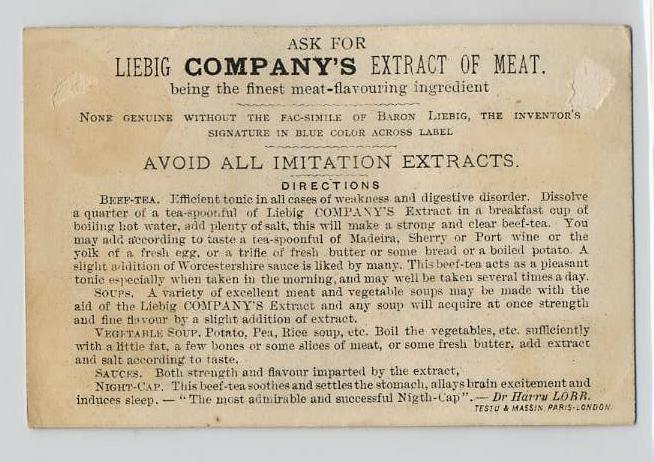 ASK FOR
LIEBIG COMPANY'S EXTRACT OF MEAT.
being the finest meat-flavouring ingredient
NONE GENUINE WITHOUT THE FAC-SIMILE OF BARON LIEBIG, THE INVENTOR'S
SIGNATURE IN BLUE COLOR ACROSS LABEL
AVOID ALL IMITATION EXTRACTS.
DIRECTIONS
BEEF-TEA. Efficient tonic in all cases of weakness and digestive disorder. Dissolve
a quarter of a tea-spoonful of Liebig COMPANY'S Extract in a breakfast cup of
boiling hot water, add plenty of salt, this will make a strong and clear beef-tea. You
may add according to taste a tea-spoonful of Madeira, Sherry or Port wine or the
yolk of a fresh egg, or a trifle of fresh butter or some bread or a boiled potato. A
slight addition of Worcestershire sauce is liked by many. This beef-tea acts as a pleasant
tonic especially when taken in the morning, and may well be taken several times a day.
SOUPS. A variety of excellent meat and vegetable soups may be made with the
aid of the Liebig COMPANY'S Extract and any soup will acquire at once strength
and fine flavour by a slight addition of extract.
VEGETABLE SOUP. Potato, Pea, Rice soup, etc. Boil the vegetables, etc. sufficiently
with a little fat, a few bones or some slices of meat, or some fresh butter, add extract
and salt according to taste.
SAUCES. Both strength and flavour imparted by the extract,
NIGHT-CAP. This beef-tea soothes and settles the stomach, allays brain excitement and
induces sleep. — "The most admirable and successful Nigth-Cap". — Dr Harry LOBB.
TESTU & MASSIN, PARIS-LONDON.